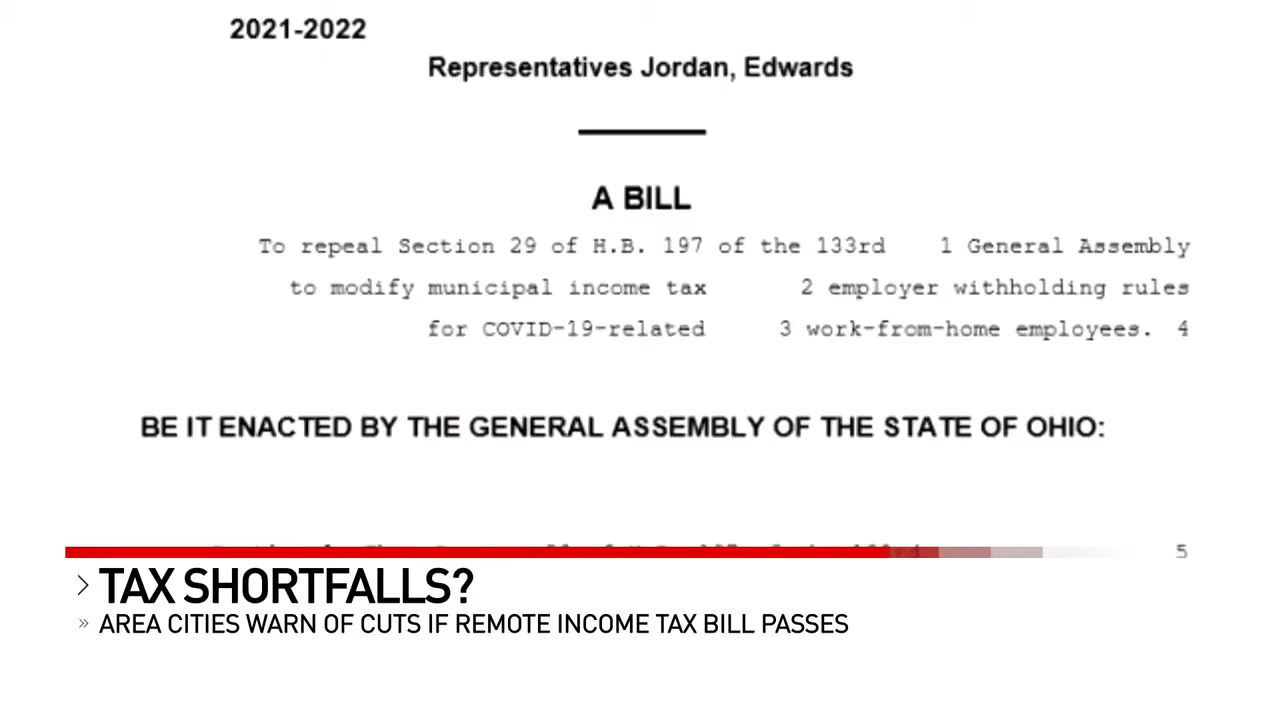 2021-2022
Representatives Jordan, Edwards
A BILL
To repeal Section 29 of H.B. 197 of the 133rd 1 General Assembly
to modify municipal income tax 2 employer withholding rules
for COVID-19-related 3 work-from-home employees. 4
BE IT ENACTED BY THE GENERAL ASSEMBLY OF THE STATE OF OHIO:
5
> TAX SHORTFALLS?
» AREA CITIES WARN OF CUTS IF REMOTE INCOME TAX BILL PASSES